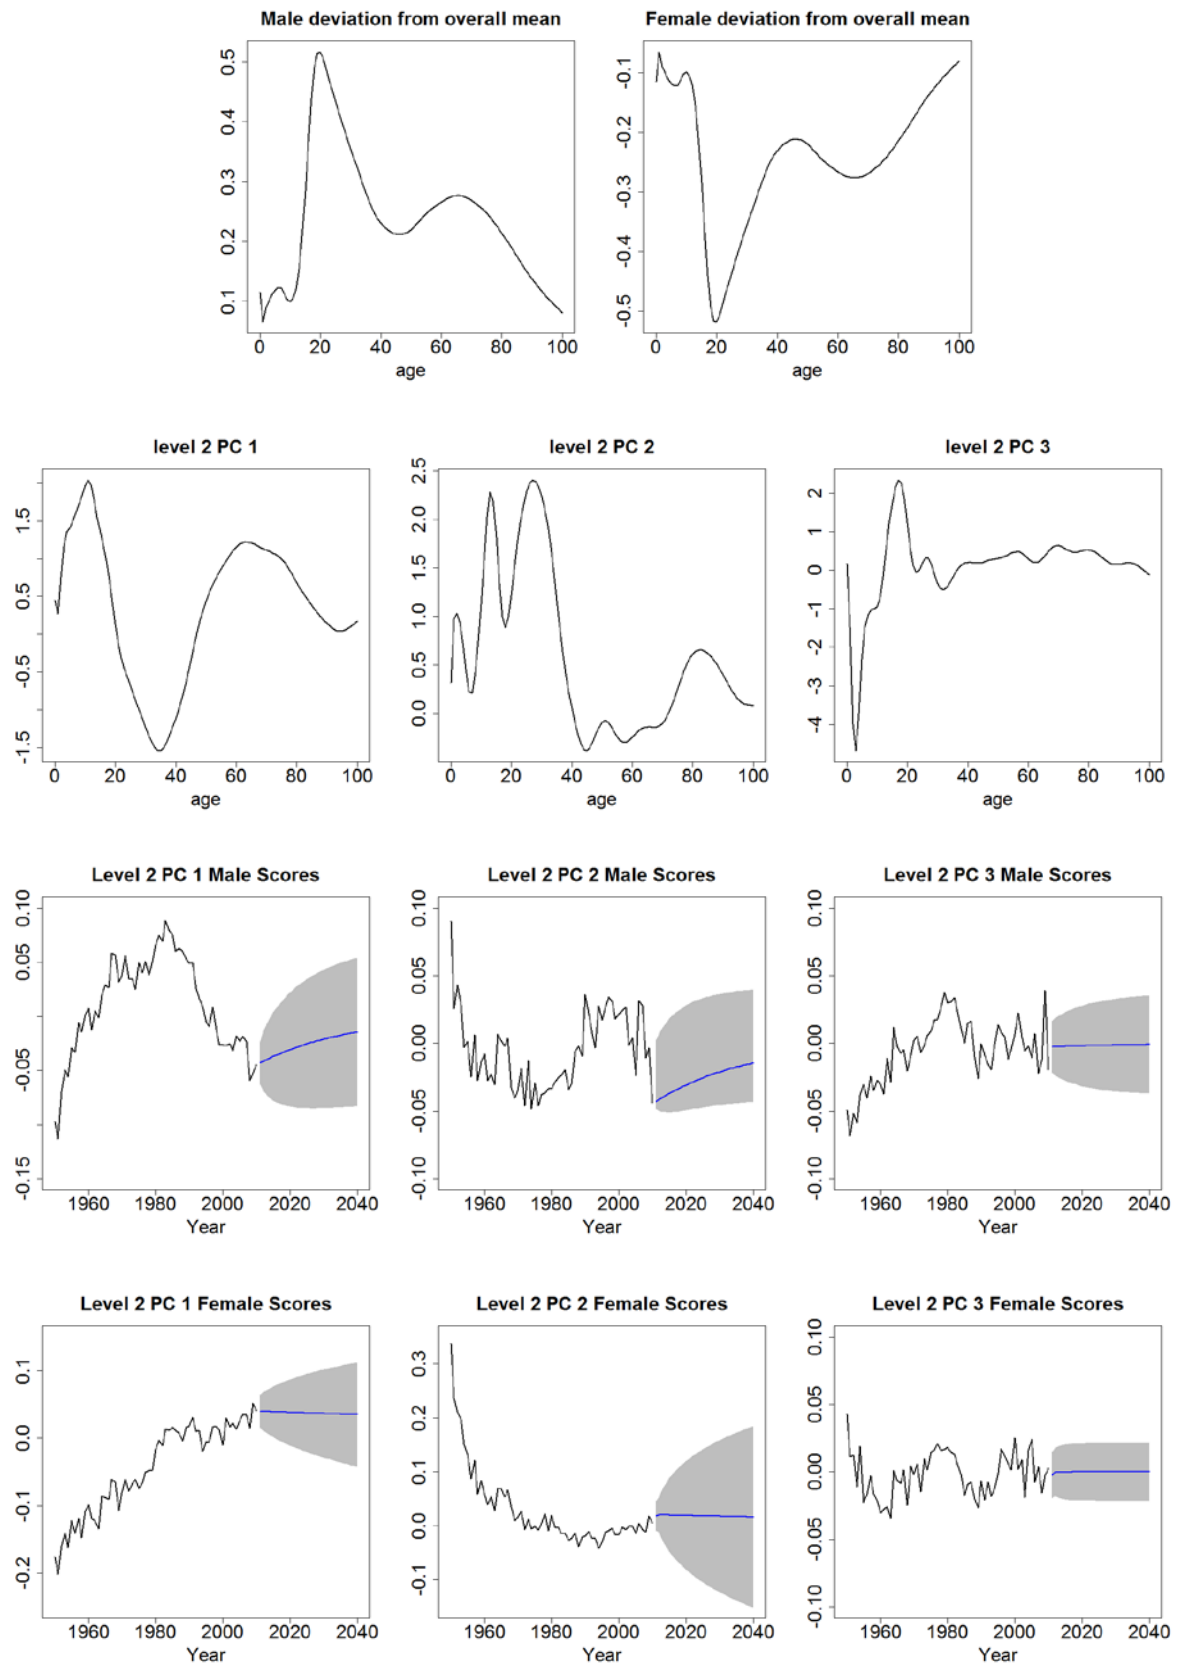 Male deviation from overall mean
Female deviation from overall mean
0.5
0.4
0.3
0.2
0.1
0 20 40 60 80 100
age
-0.1
-0.2
-0.3
-0.4
-0.5
0 20 40 60 80 100
age
level 2 PC 1
level 2 PC 2
level 2 PC 3
1.5
0.5
-0.5
-1.5
0 20 40 60 80 100
age
2.5
2.0
1.5
1.0
0.5
0.0
0 20 40 60 80 100
age
2
1
0
-1
-2
-3
-4
0 20 40 60 80 100
age
Level 2 PC 1 Male Scores
Level 2 PC 2 Male Scores
Level 2 PC 3 Male Scores
0.10
0.05
-0.05
-0.15
1960 1980 2000 2020 2040
Year
0.10
0.05
0.00
-0.05
-0.10
1960 1980 2000 2020 2040
Year
0.10
0.05
0.00
-0.05
-0.10
1960 1980 2000 2020 2040
Year
Level 2 PC 1 Female Scores
Level 2 PC 2 Female Scores
Level 2 PC 3 Female Scores
0.1
0.0
-0.1
-0.2
1960 1980 2000 2020 2040
Year
0.3
0.2
0.1
0.0
-0.1
1960 1980 2000 2020 2040
Year
0.10
0.05
0.00
-0.05
-0.10
1960 1980 2000 2020 2040
Year